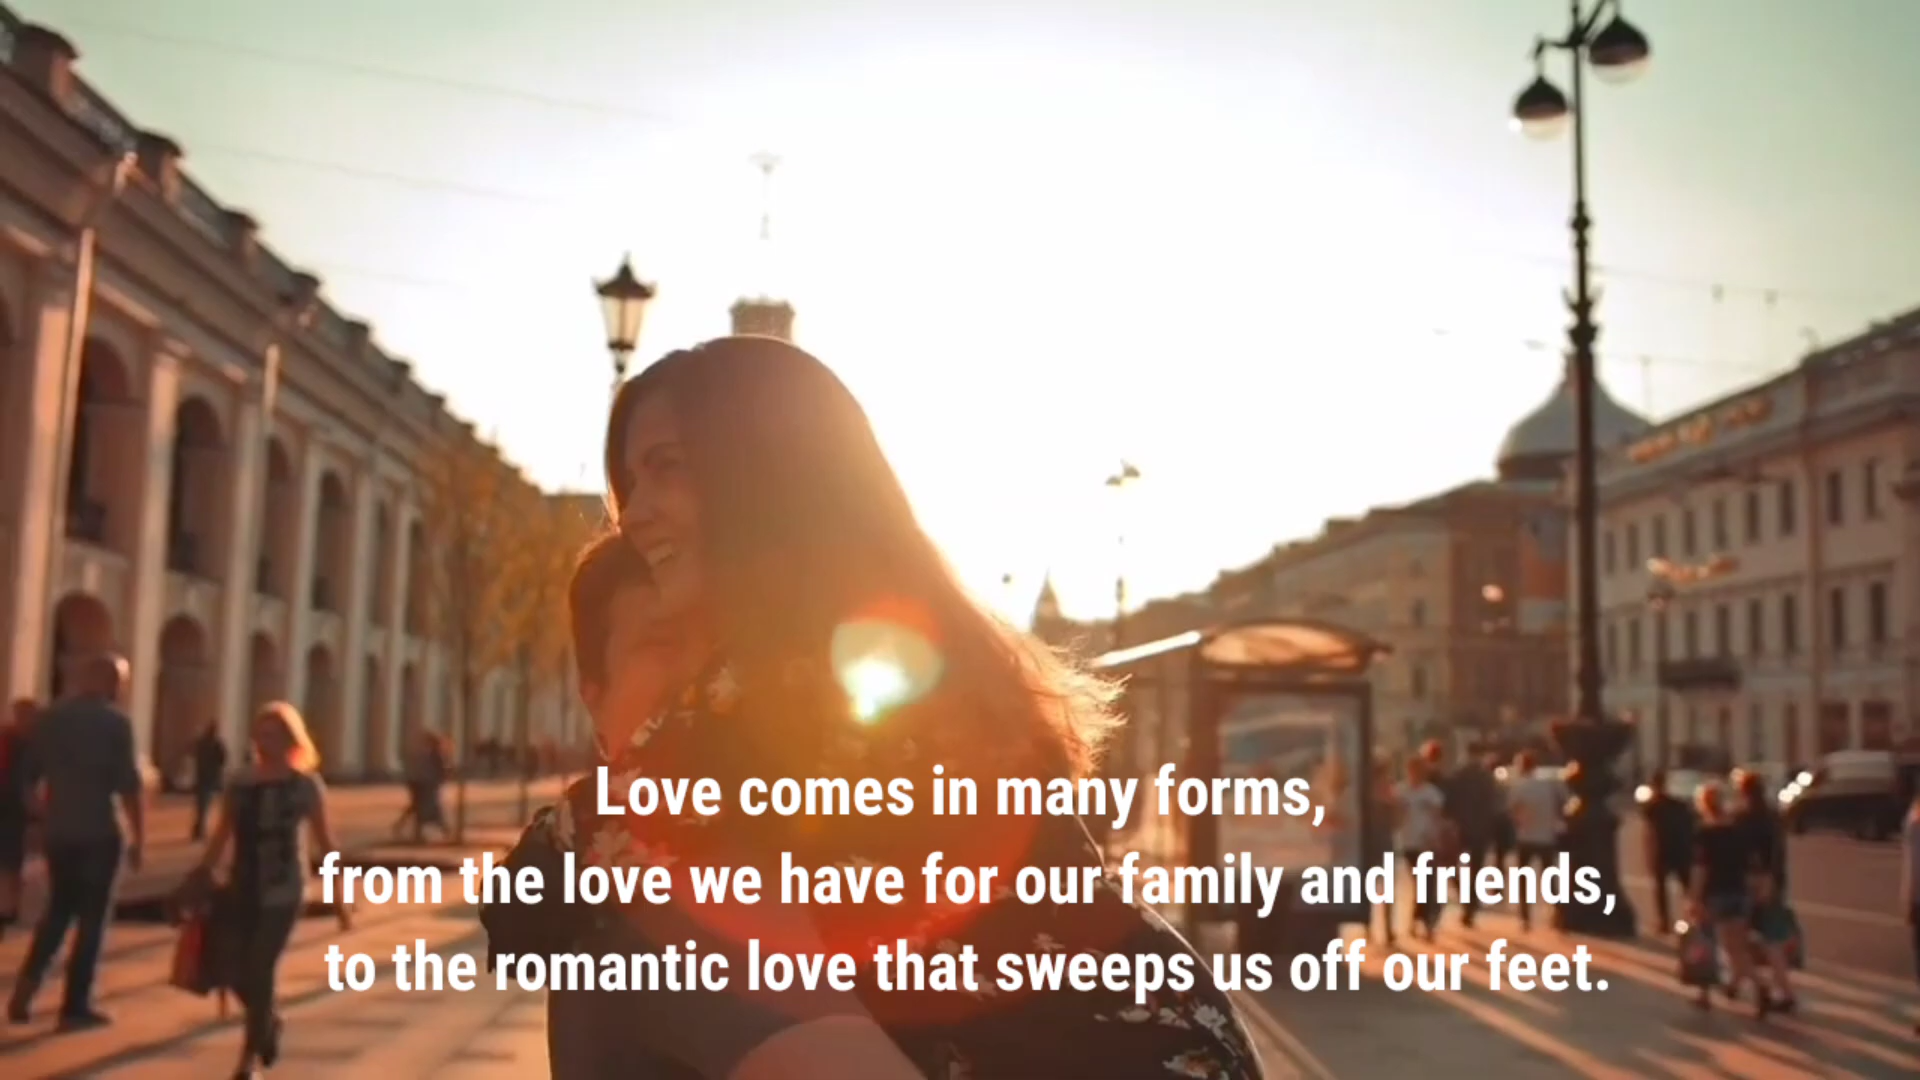 Love comes in many forms,
from the love we have for our family and friends,
to the romantic love that sweeps us off our feet.